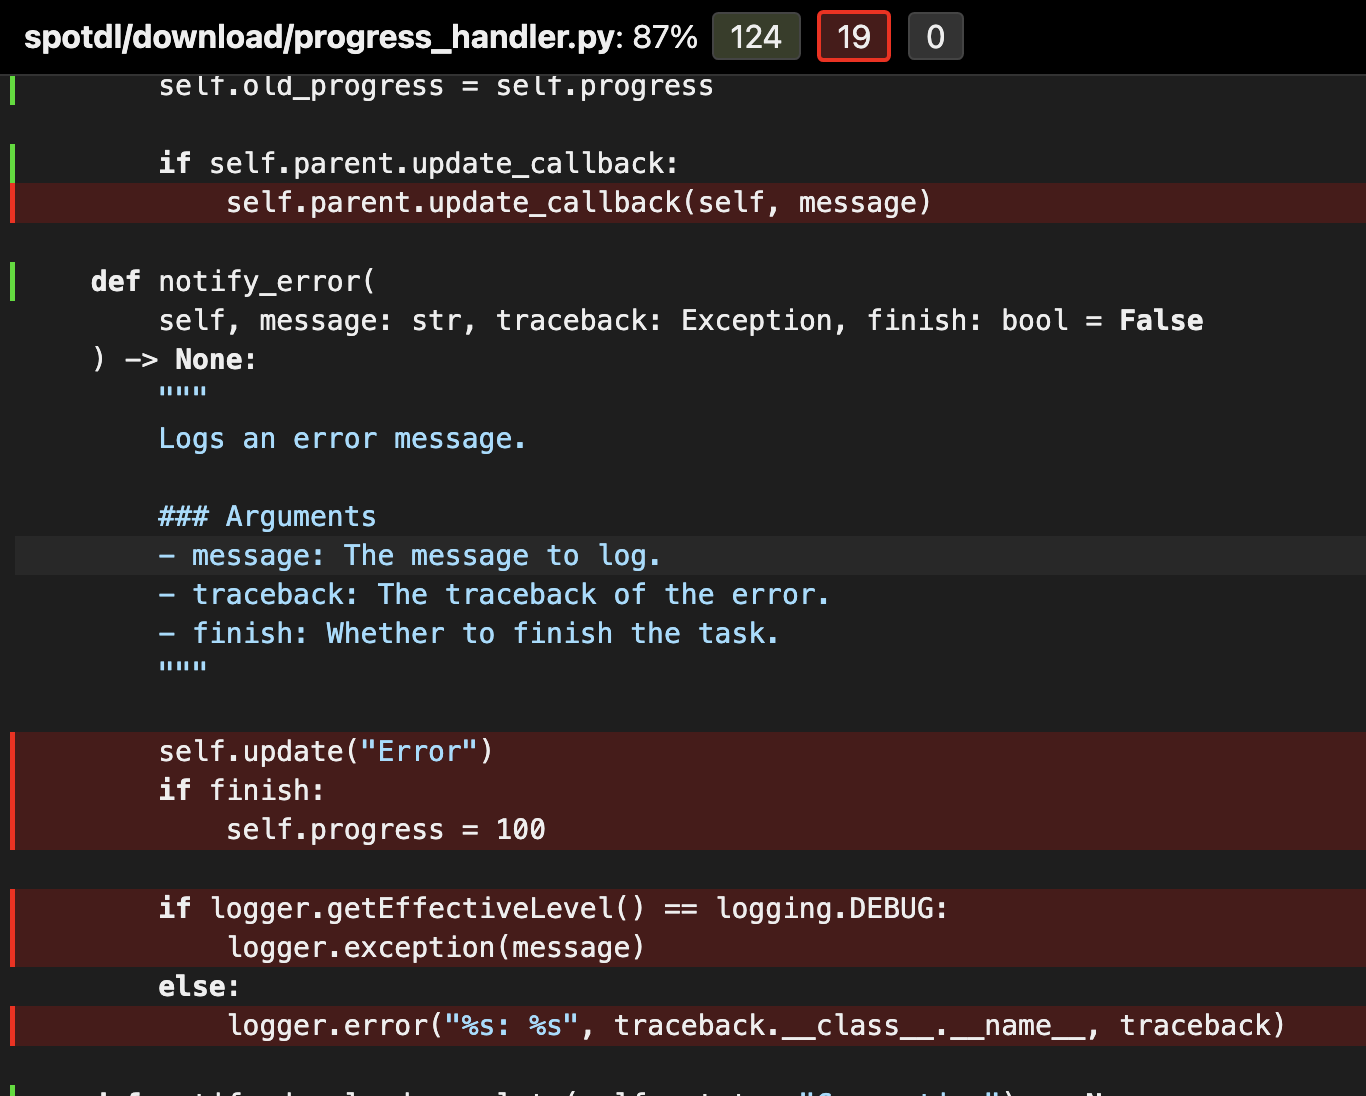 spotdl/download/progress_handler.py: 87% 124 19 0
self.old_progress = self.progress
if self.parent.update_callback:
self.parent.update_callback(self, message)
def notify_error(
self, message: str, traceback: Exception, finish: bool = False
) -> None:
"""
Logs an error message.
### Arguments
- message: The message to log.
- traceback: The traceback of the error.
- finish: Whether to finish the task.
"""
self.update("Error")
if finish:
self.progress = 100
if logger.getEffectiveLevel() == logging.DEBUG:
logger.exception(message)
else:
logger.error("%s: %s", traceback.__class__.__name__, traceback)